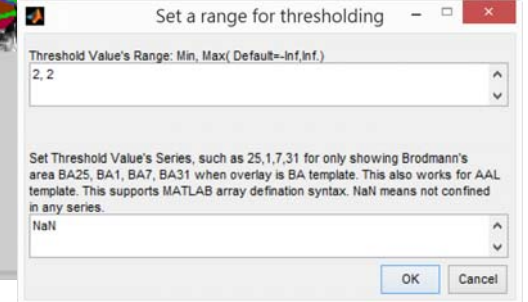 Set a range for thresholding
Threshold Value's Range: Min, Max( Default=-Inf,Inf.)
2, 2
Set Threshold Value's Series, such as 25,1,7,31 for only showing Brodmann's
area BA25, BA1, BA7, BA31 when overlay is BA template. This also works for AAL
template. This supports MATLAB array defination syntax. NaN means not confined
in any series.
NaN
OK Cancel